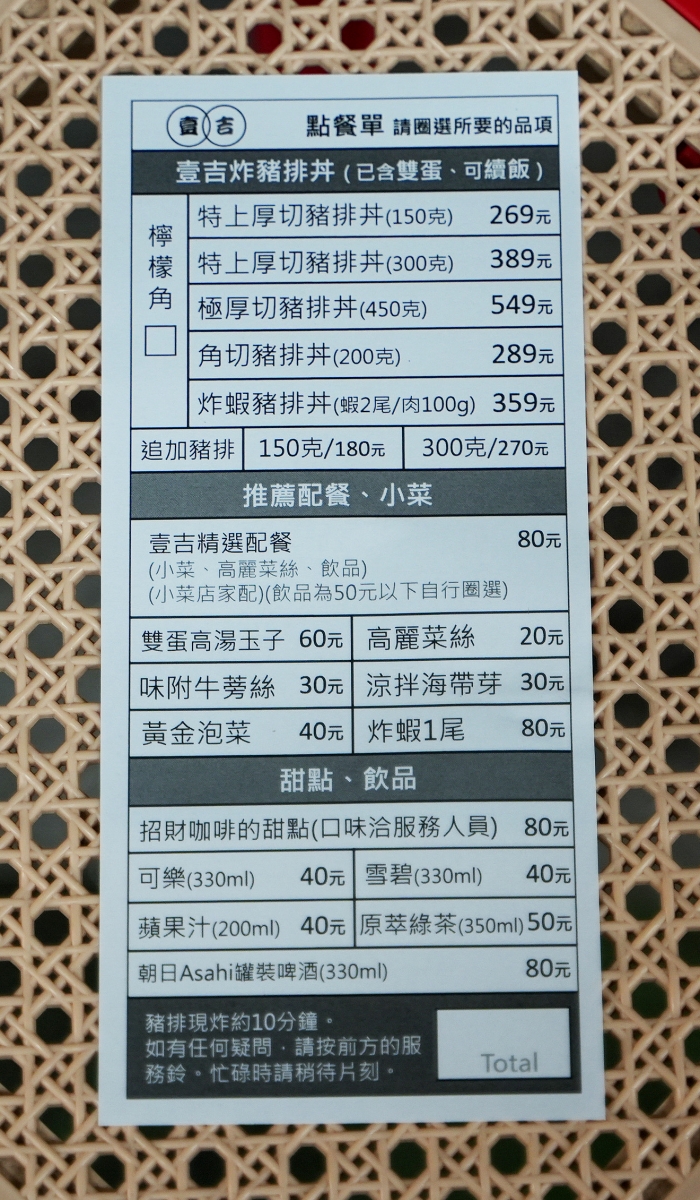 壹吉 點餐單 請圈選所要的品項
壹吉炸豬排丼(已含雙蛋、可續飯)
檸檬角
特上厚切豬排丼(150克) 269元
特上厚切豬排丼(300克) 389元
極厚切豬排丼(450克) 549元
角切豬排丼(200克) 289元
炸蝦豬排丼(蝦2尾/肉100g) 359元
追加豬排 150克/180元 300克/270元
推薦配餐、小菜
壹吉精選配餐 80元
(小菜、高麗菜絲、飲品)
(小菜店家配)(飲品為50元以下自行圈選)
雙蛋高湯玉子 60元 高麗菜絲 20元
味附牛蒡絲 30元 涼拌海帶芽 30元
黃金泡菜 40元 炸蝦1尾 80元
甜點、飲品
招財咖啡的甜點(口味洽服務人員) 80元
可樂(330ml) 40元 雪碧(330ml) 40元
蘋果汁(200ml) 40元 原萃綠茶(350ml) 50元
朝日Asahi罐裝啤酒(330ml) 80元
豬排現炸約10分鐘。
如有任何疑問,請按前方的服
務鈴。忙碌時請稍待片刻。
Total